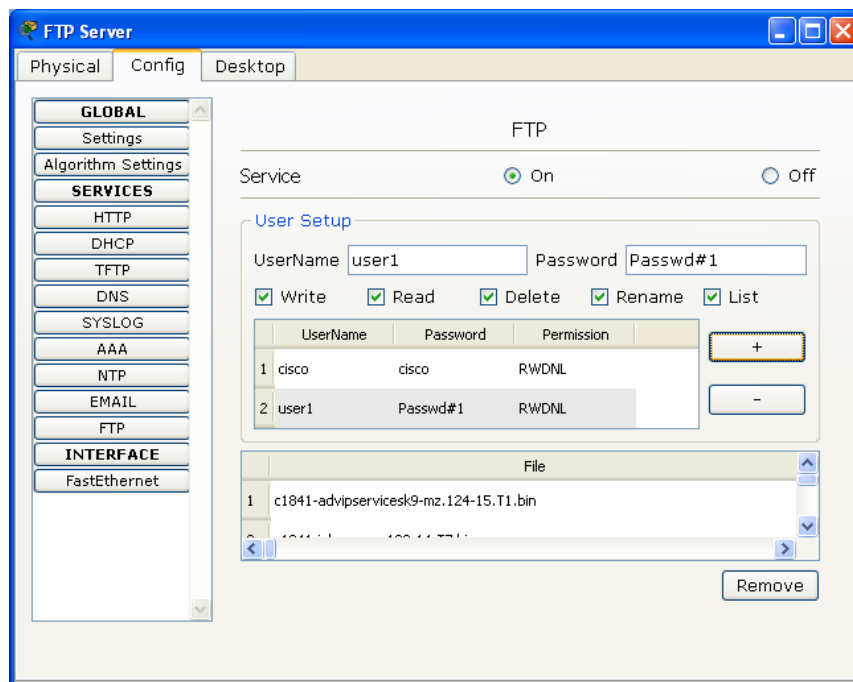 FTP Server
Physical Config Desktop
GLOBAL
Settings
Algorithm Settings
SERVICES
HTTP
DHCP
TFTP
DNS
SYSLOG
AAA
NTP
EMAIL
FTP
INTERFACE
FastEthernet
FTP
Service On Off
User Setup
UserName user1 Password Passwd#1
Write Read Delete Rename List
UserName Password Permission
1 cisco cisco RWDNL
2 user1 Passwd#1 RWDNL
+
-
File
1 c1841-advipservicesk9-mz.124-15.T1.bin
Remove